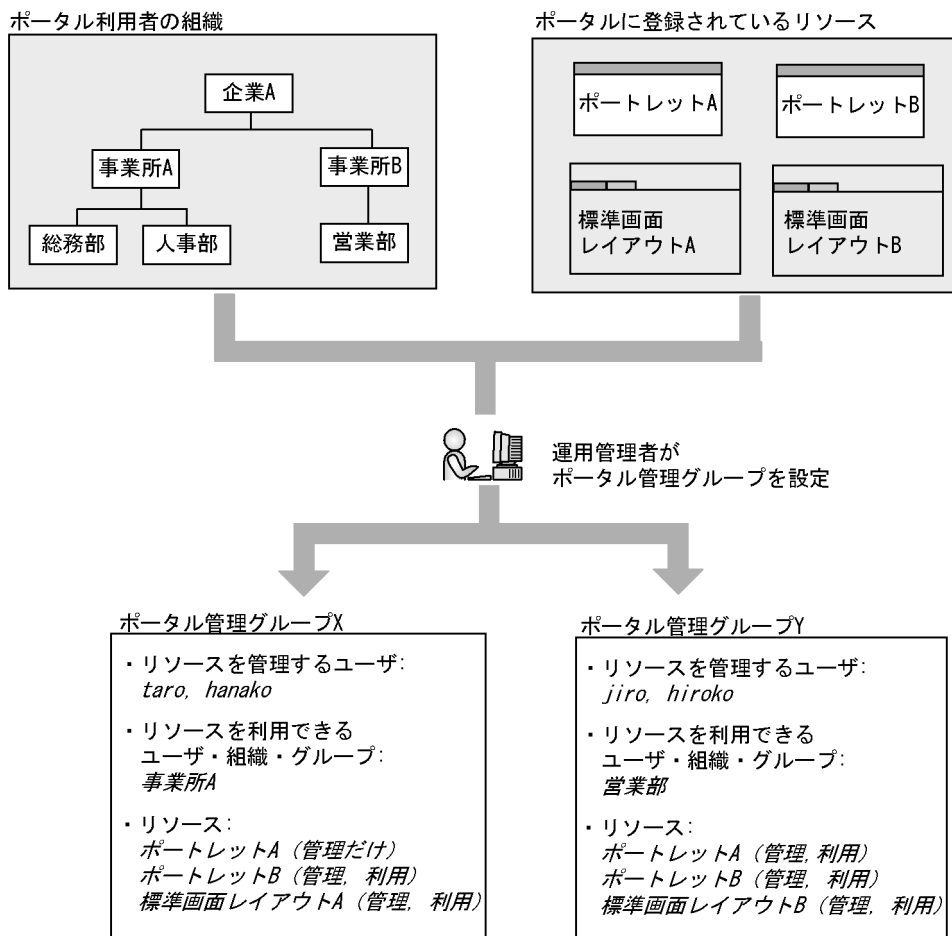 ポータル利用者の組織
企業A
事業所A
事業所B
総務部
人事部
営業部
ポータルに登録されているリソース
ポートレットA
ポートレットB
標準画面
レイアウトA
標準画面
レイアウトB
運用管理者が
ポータル管理グループを設定
ポータル管理グループX
・リソースを管理するユーザ:
taro, hanako
・リソースを利用できる
ユーザ・組織・グループ:
事業所A
・リソース:
ポートレットA(管理だけ)
ポートレットB(管理, 利用)
標準画面レイアウトA(管理, 利用)
ポータル管理グループY
・リソースを管理するユーザ:
jiro, hiroko
・リソースを利用できる
ユーザ・組織・グループ:
営業部
・リソース:
ポートレットA(管理,利用)
ポートレットB(管理, 利用)
標準画面レイアウトB(管理, 利用)